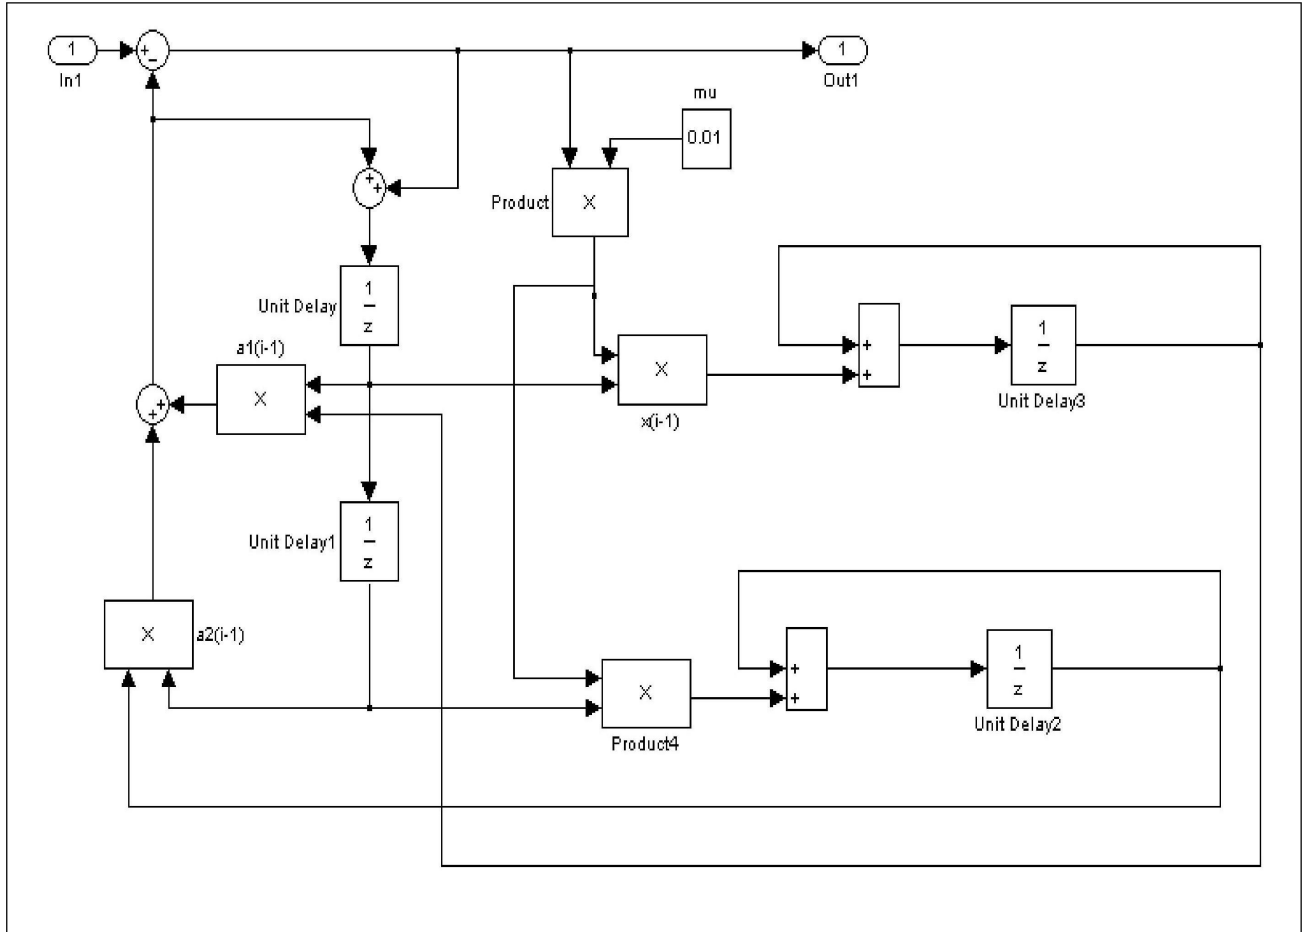 1
+
−
In1
1
Out1
mu
0.01
+
+
Product
X
Unit Delay
1
z
a1(i-1)
X
+
+
X
x(i-1)
+
+
1
z
Unit Delay3
Unit Delay1
1
z
X
a2(i-1)
X
Product4
+
+
1
z
Unit Delay2